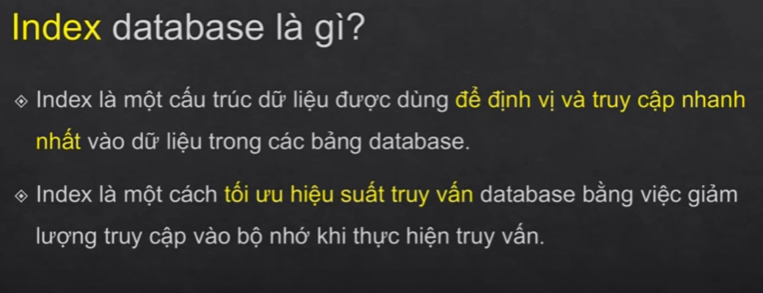 Index database là gì?
Index là một cấu trúc dữ liệu được dùng để định vị và truy cập nhanh
nhất vào dữ liệu trong các bảng database.
Index là một cách tối ưu hiệu suất truy vấn database bằng việc giảm
lượng truy cập vào bộ nhớ khi thực hiện truy vấn.